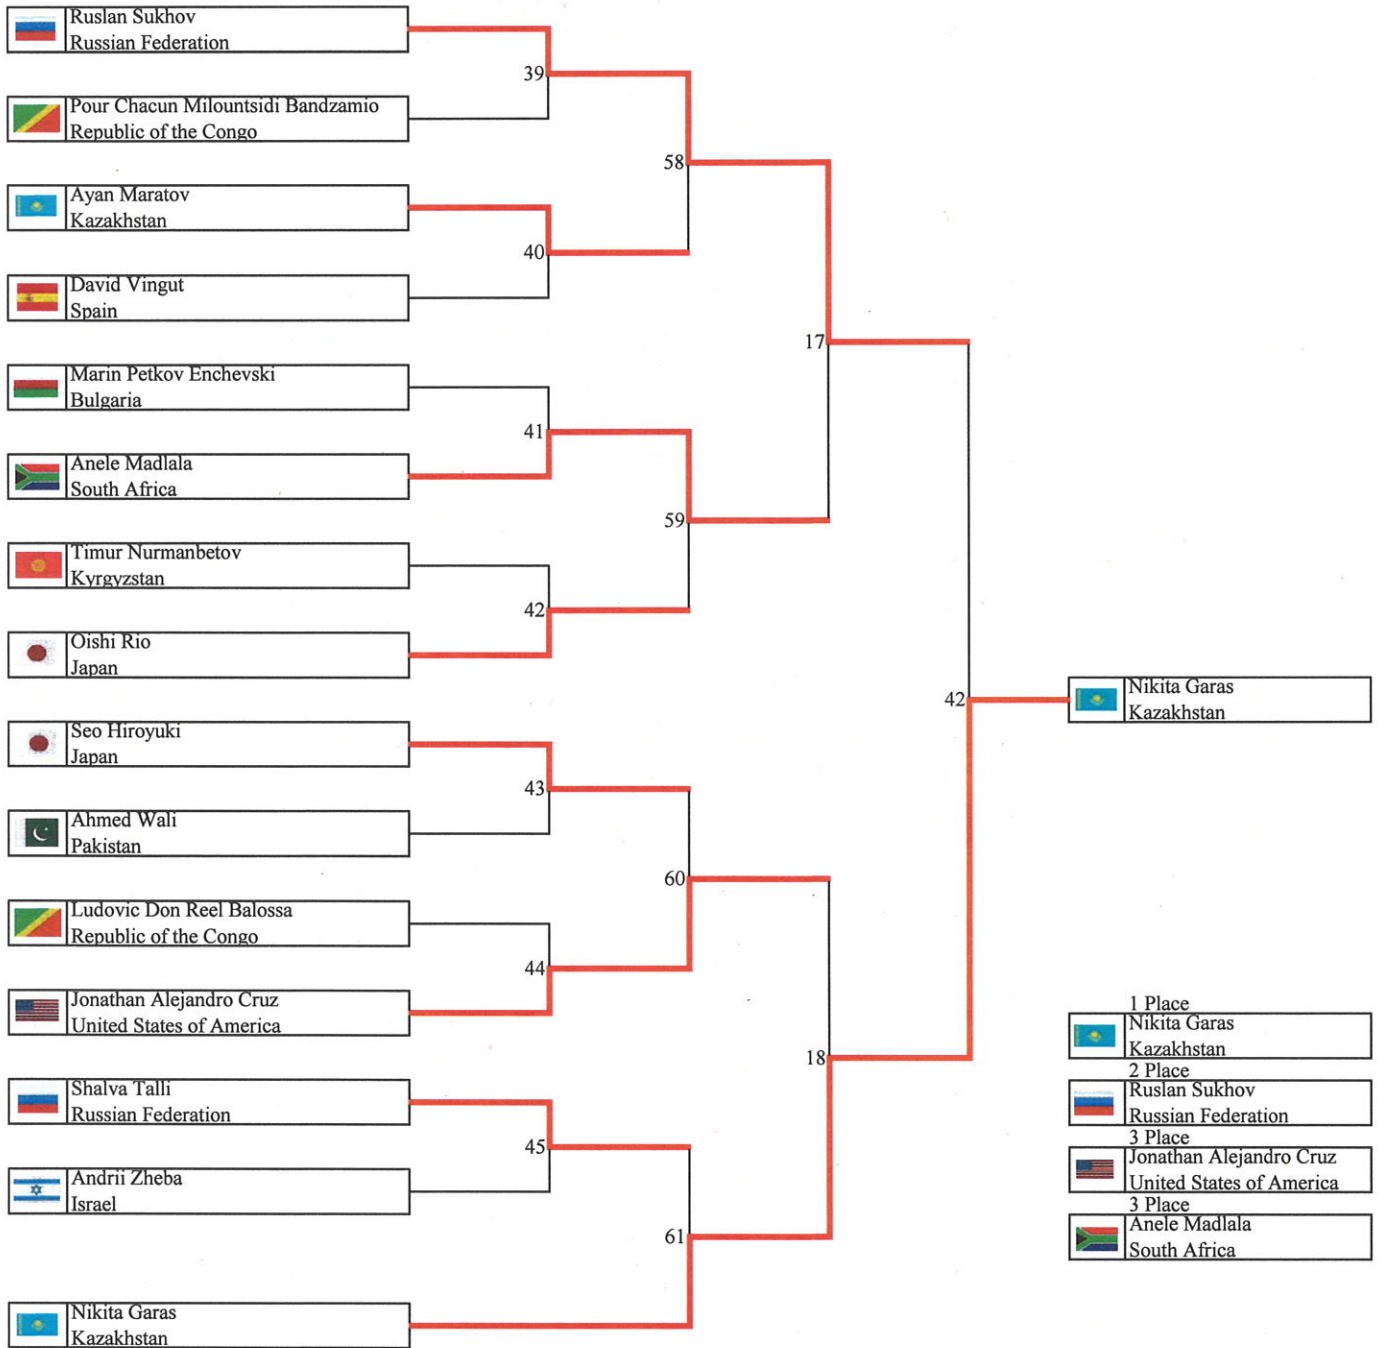 Ruslan Sukhov
Russian Federation
39
Pour Chacun Milountsidi Bandzamio
Republic of the Congo
58
Ayan Maratov
Kazakhstan
40
David Vingut
Spain
17
Marin Petkov Enchevski
Bulgaria
41
Anele Madlala
South Africa
59
Timur Nurmanbetov
Kyrgyzstan
42
Oishi Rio
Japan
42
Nikita Garas
Kazakhstan
Seo Hiroyuki
Japan
43
Ahmed Wali
Pakistan
60
Ludovic Don Reel Balossa
Republic of the Congo
44
Jonathan Alejandro Cruz
United States of America
18
Shalva Talli
Russian Federation
45
Andrii Zheba
Israel
61
Nikita Garas
Kazakhstan
1 Place
Nikita Garas
Kazakhstan
2 Place
Ruslan Sukhov
Russian Federation
3 Place
Jonathan Alejandro Cruz
United States of America
3 Place
Anele Madlala
South Africa